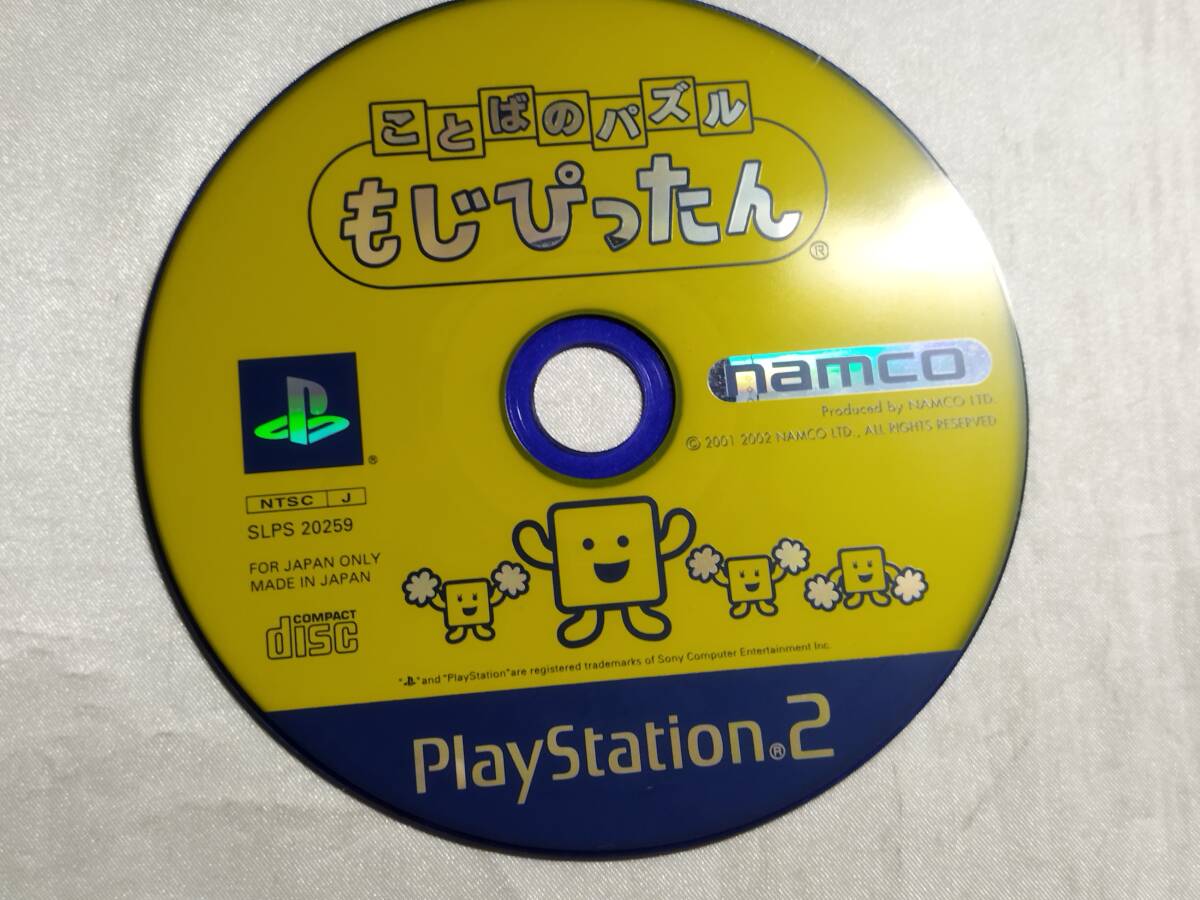 ことばのパズル
もじぴったん
®
namco
Produced by NAMCO LTD.
© 2001 2002 NAMCO LTD., ALL RIGHTS RESERVED
®
NTSC J
SLPS 20259
FOR JAPAN ONLY
MADE IN JAPAN
COMPACT
disc
" " and "PlayStation" are registered trademarks of Sony Computer Entertainment Inc.
PlayStation®2